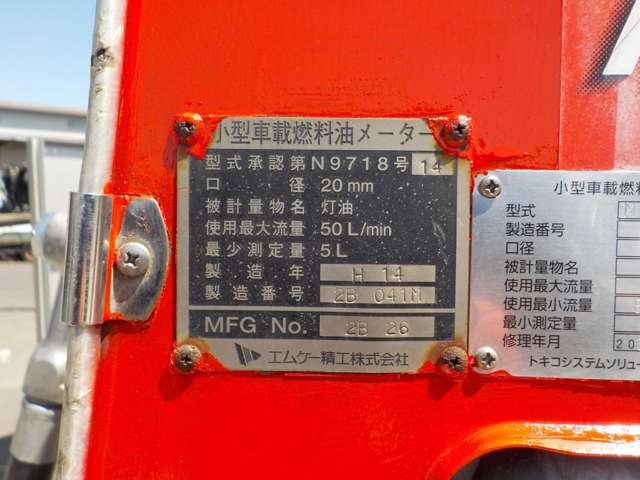 小型車載燃料油メーター
型式承認第N9718号 14
口径 20mm
被計量物名 灯油
使用最大流量 50L/min
最少測定量 5L
製造年 H 14
製造番号 2B 041M
MFG No. 2B 26
エムケー精工株式会社
小型車載燃料
型式
製造番号
口径
被計量物名
使用最大流量
使用最小流量
最小測定量
修理年月 20
トキコシステムソリュー